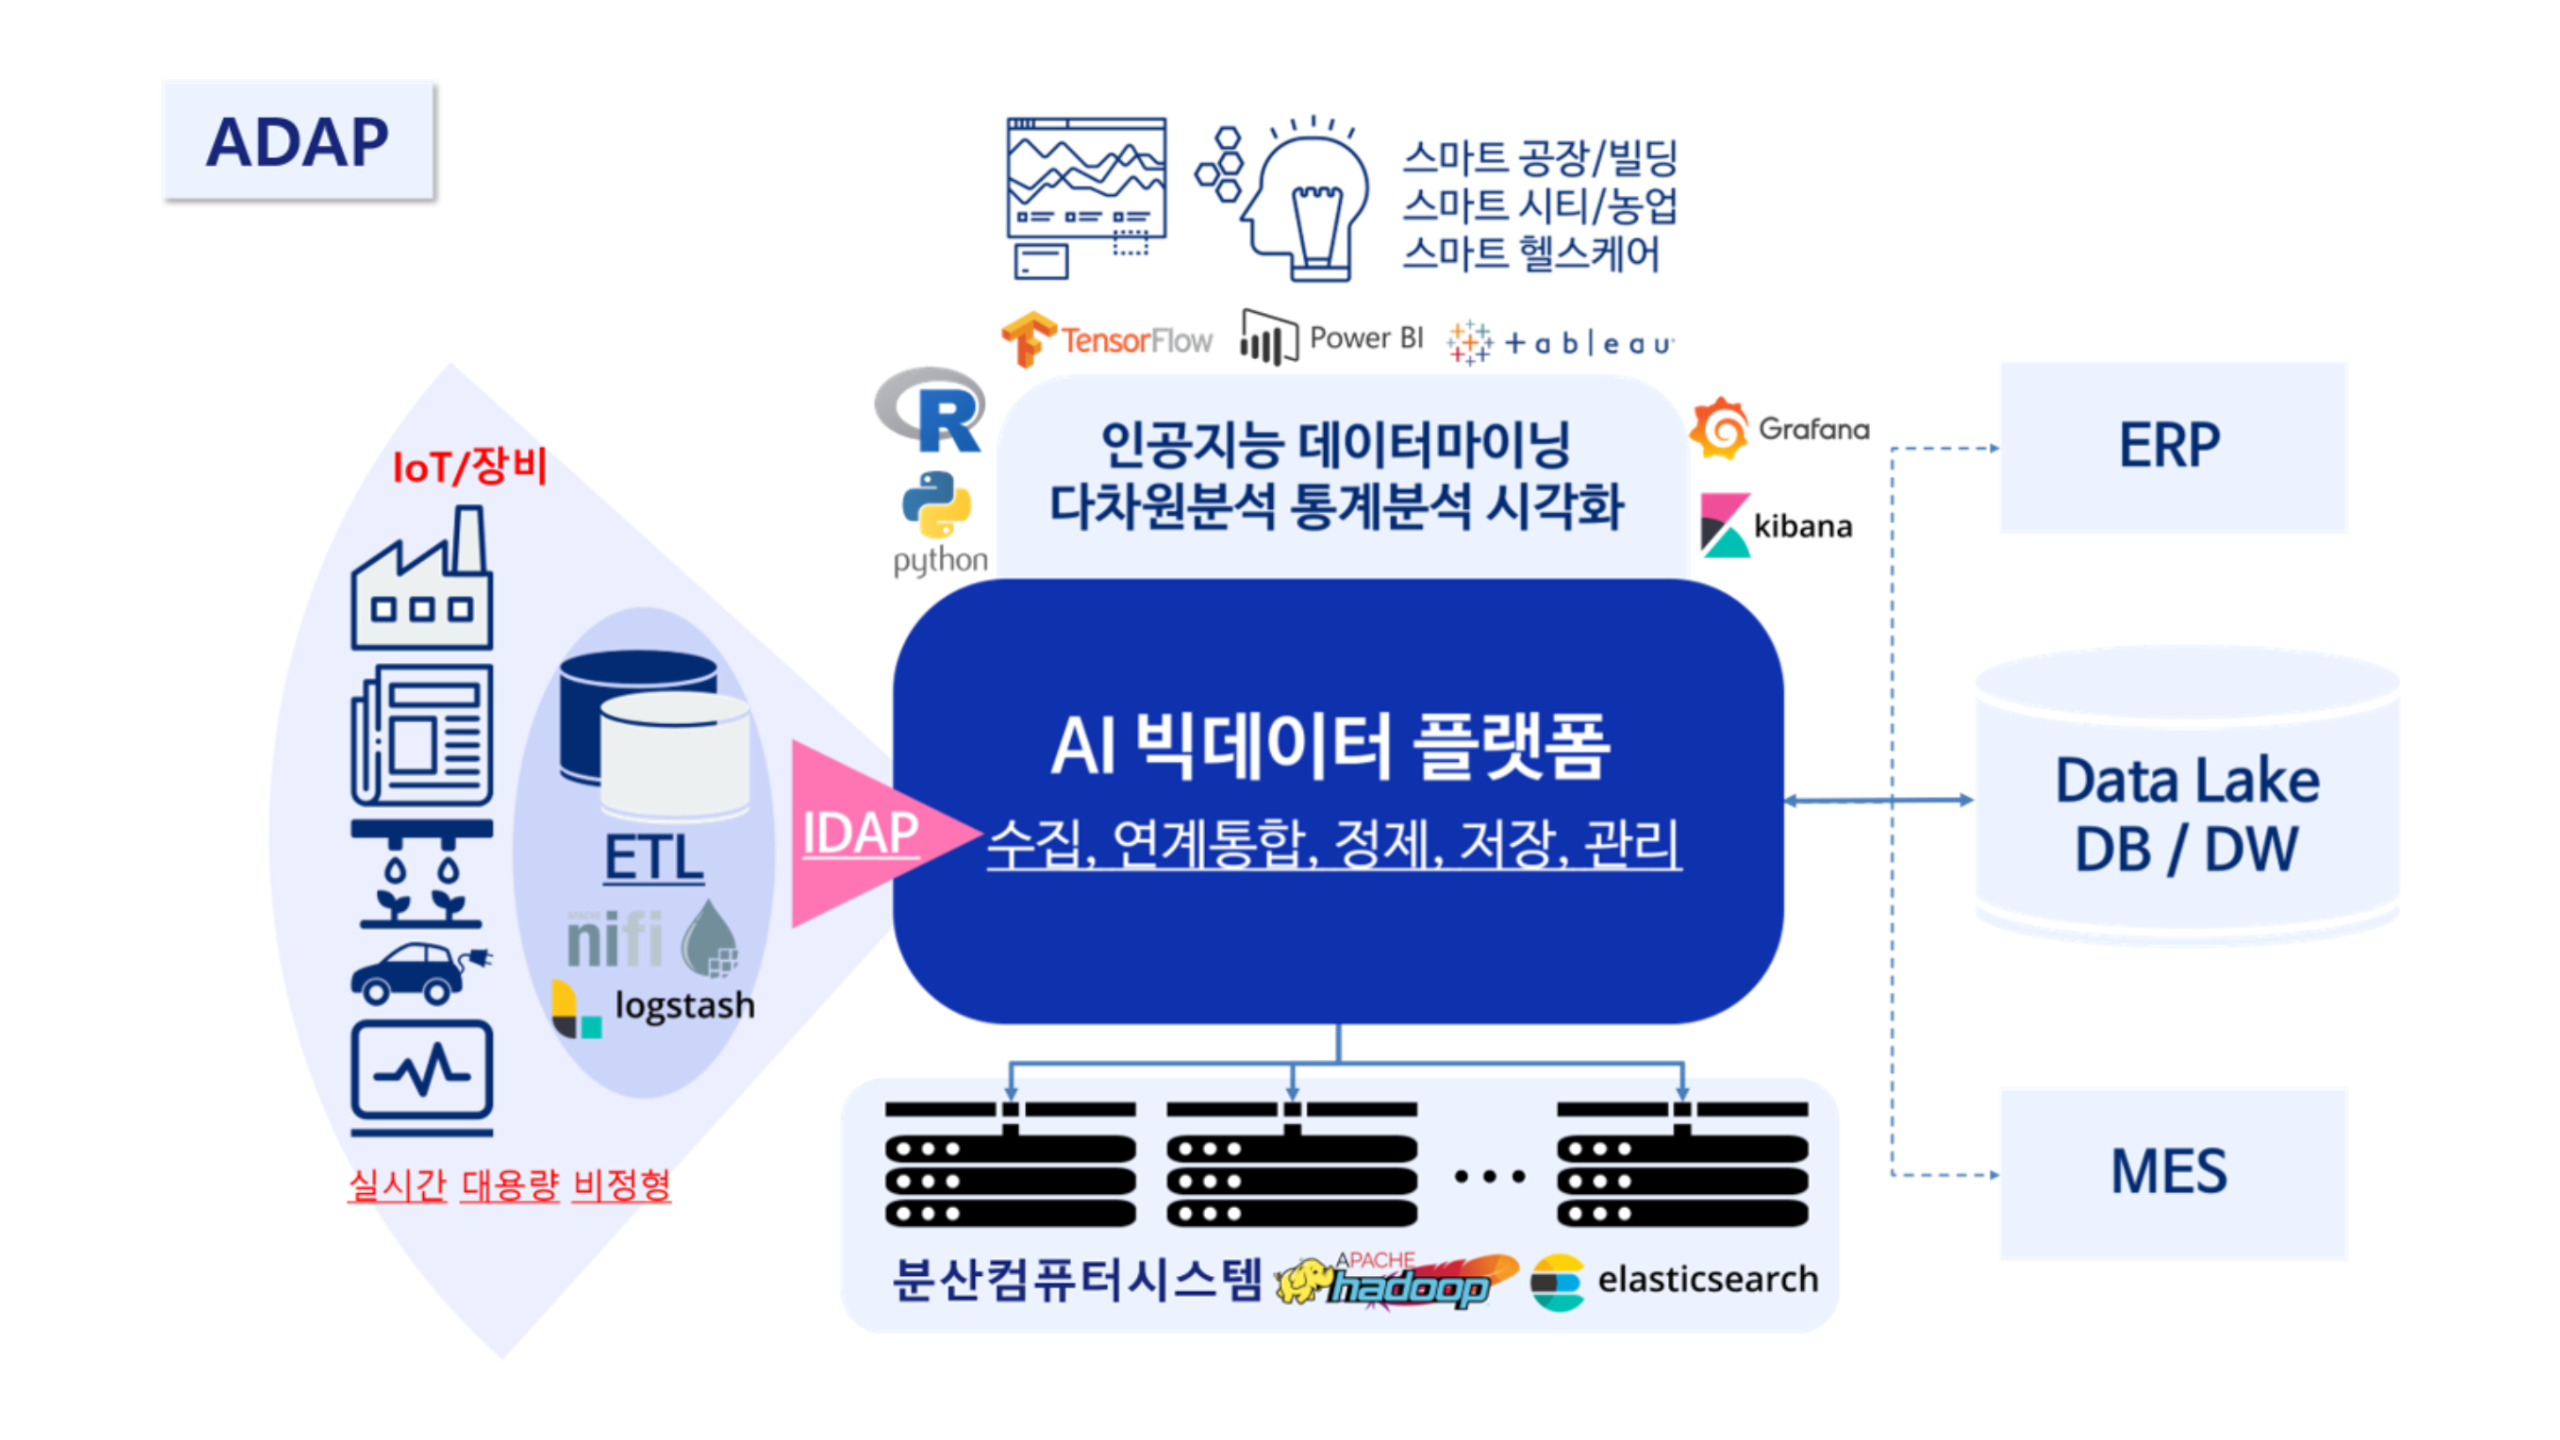 ADAP
스마트 공장/빌딩
스마트 시티/농업
스마트 헬스케어
TensorFlow
Power BI
+ableau
R
python
인공지능 데이터마이닝
다차원분석 통계분석 시각화
Grafana
kibana
IoT/장비
ETL
APACHE
nifi
logstash
실시간 대용량 비정형
IDAP
AI 빅데이터 플랫폼
수집, 연계통합, 정제, 저장, 관리
ERP
Data Lake
DB / DW
MES
분산컴퓨터시스템
APACHE
hadoop
elasticsearch